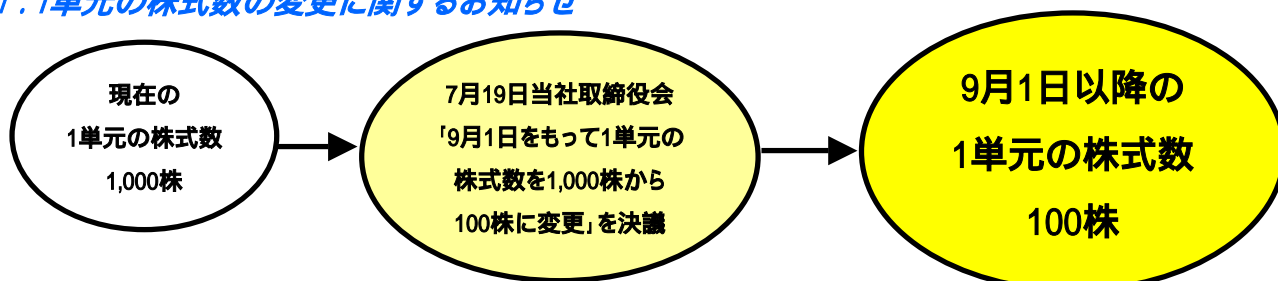 1．1単元の株式数の変更に関するお知らせ
現在の
1単元の株式数
1,000株
7月19日当社取締役会
「9月1日をもって1単元の
株式数を1,000株から
100株に変更」を決議
9月1日以降の
1単元の株式数
100株